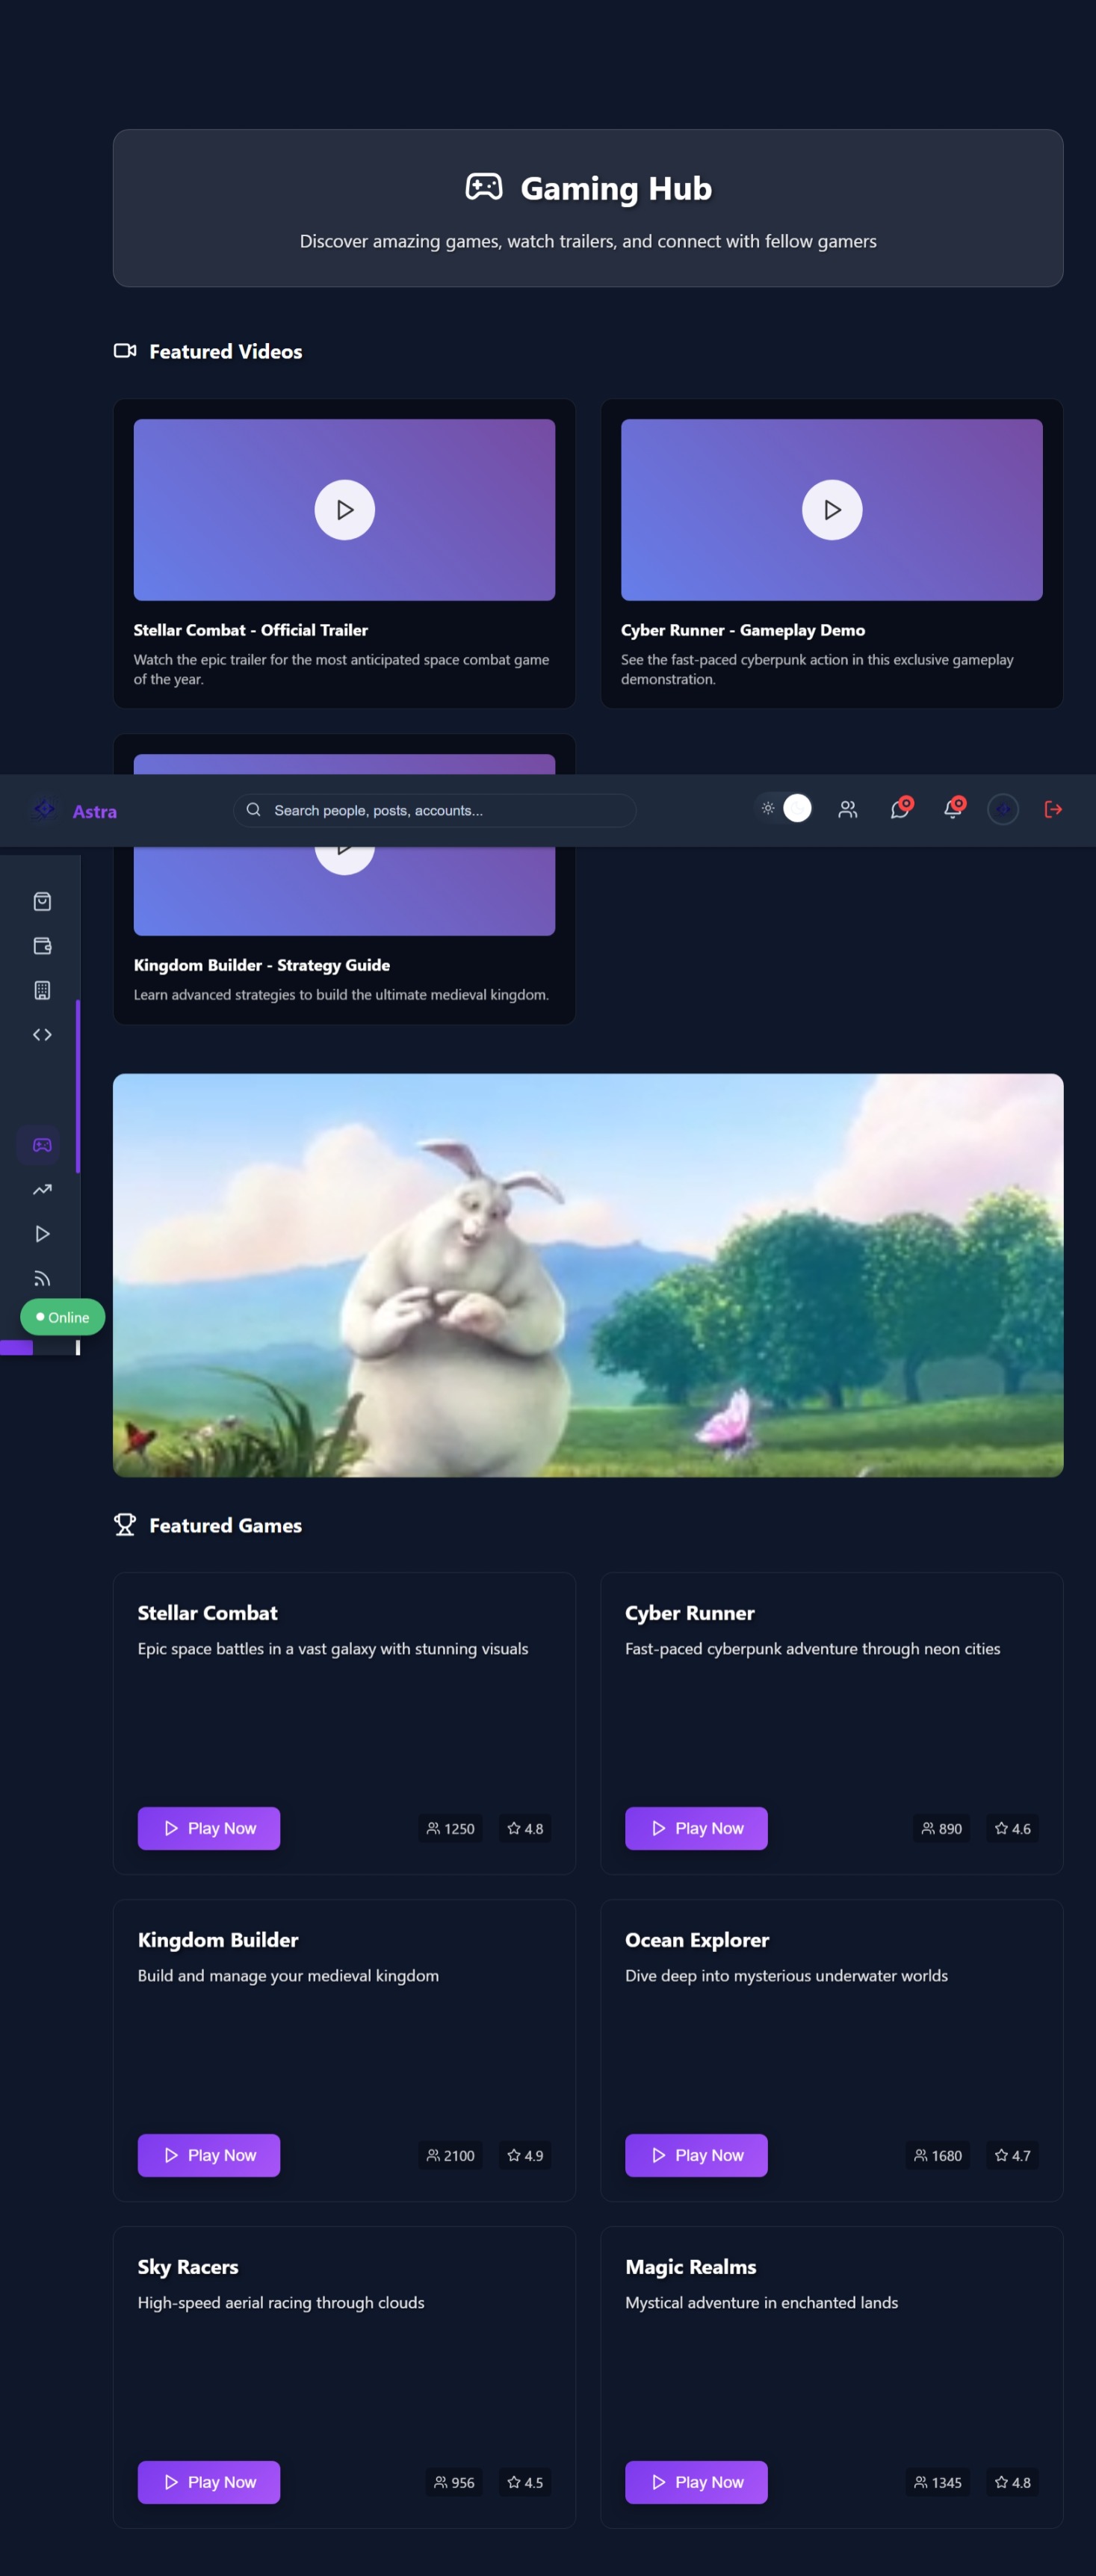 Gaming Hub
Discover amazing games, watch trailers, and connect with fellow gamers
Featured Videos
Stellar Combat - Official Trailer
Watch the epic trailer for the most anticipated space combat game
of the year.
Cyber Runner - Gameplay Demo
See the fast-paced cyberpunk action in this exclusive gameplay
demonstration.
Astra
Search people, posts, accounts...
0
0
Kingdom Builder - Strategy Guide
Learn advanced strategies to build the ultimate medieval kingdom.
Online
Featured Games
Stellar Combat
Epic space battles in a vast galaxy with stunning visuals
Play Now
1250
4.8
Cyber Runner
Fast-paced cyberpunk adventure through neon cities
Play Now
890
4.6
Kingdom Builder
Build and manage your medieval kingdom
Play Now
2100
4.9
Ocean Explorer
Dive deep into mysterious underwater worlds
Play Now
1680
4.7
Sky Racers
High-speed aerial racing through clouds
Play Now
956
4.5
Magic Realms
Mystical adventure in enchanted lands
Play Now
1345
4.8